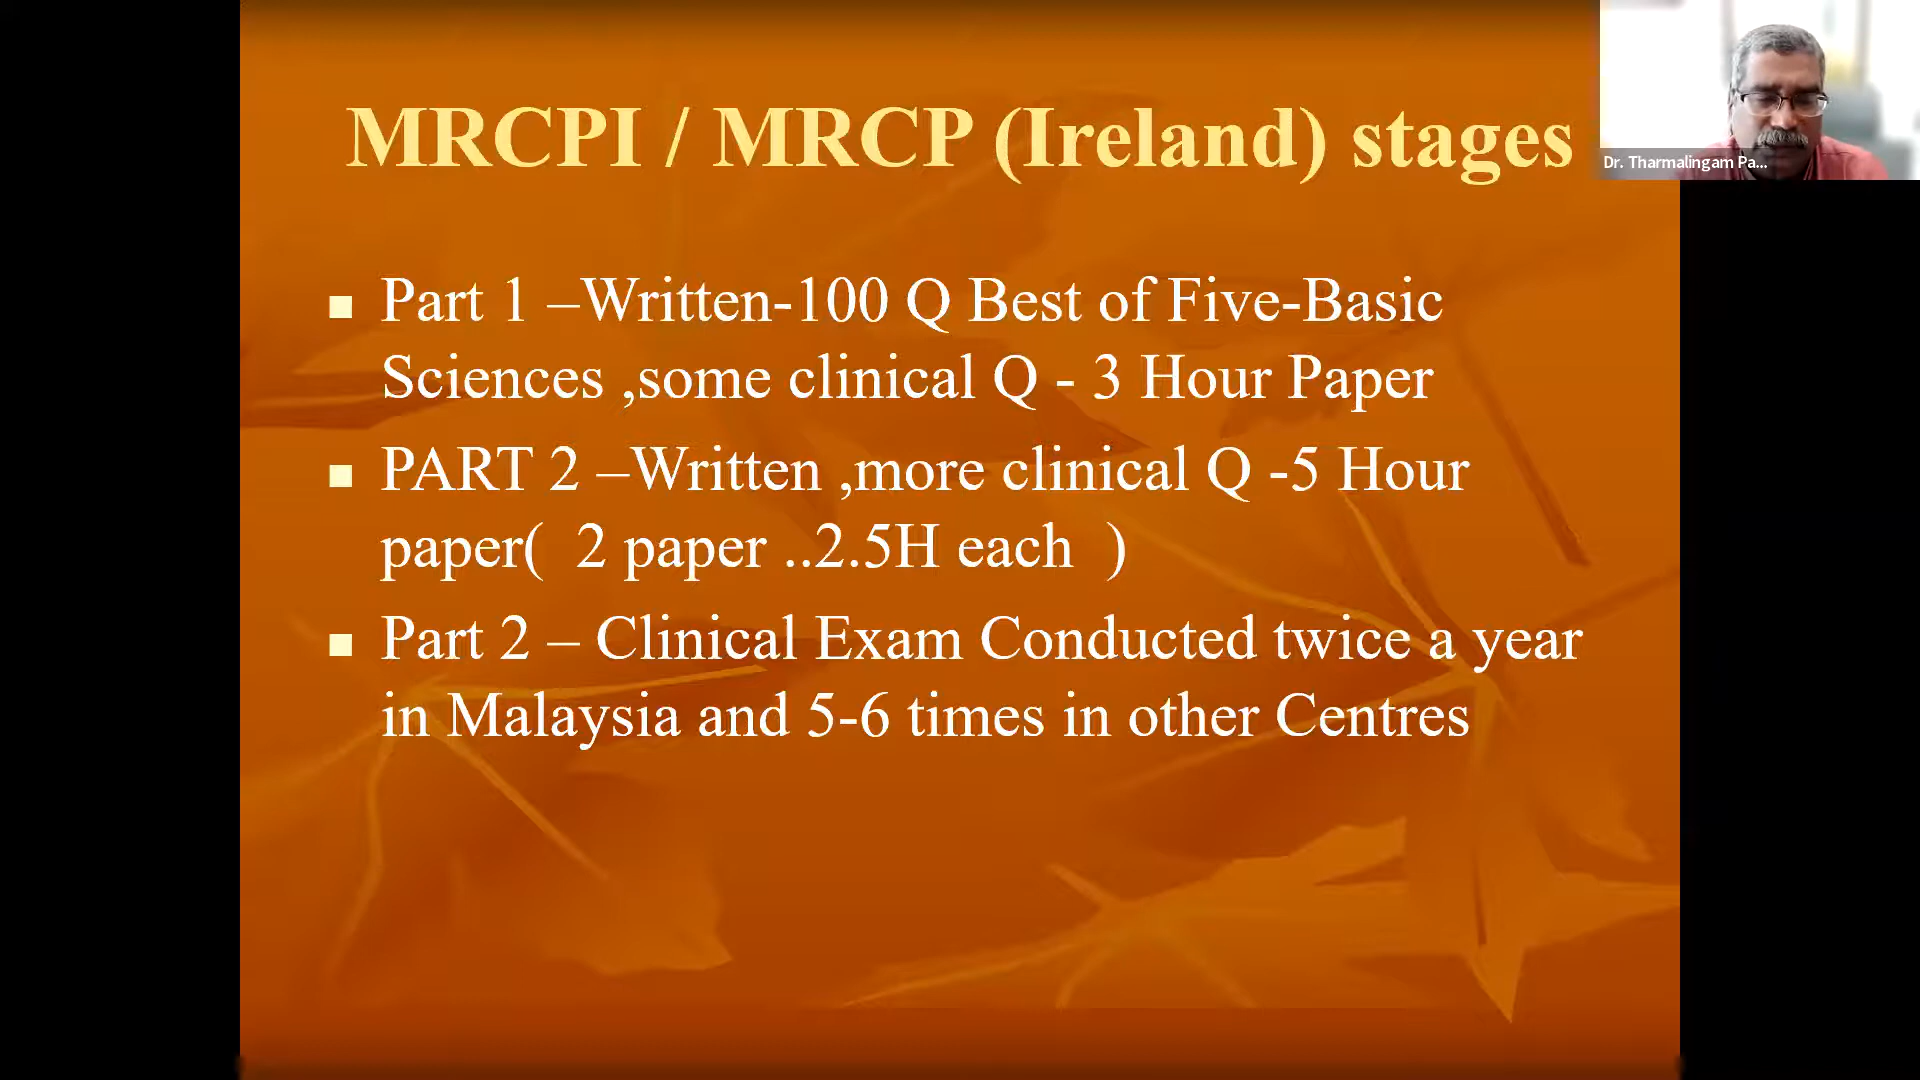 MRCPI / MRCP (Ireland) stages
Dr. Tharmalingam Pa...
Part 1 –Written-100 Q Best of Five-Basic
Sciences ,some clinical Q - 3 Hour Paper
PART 2 –Written ,more clinical Q -5 Hour
paper(  2 paper ..2.5H each  )
Part 2 – Clinical Exam Conducted twice a year
in Malaysia and 5-6 times in other Centres